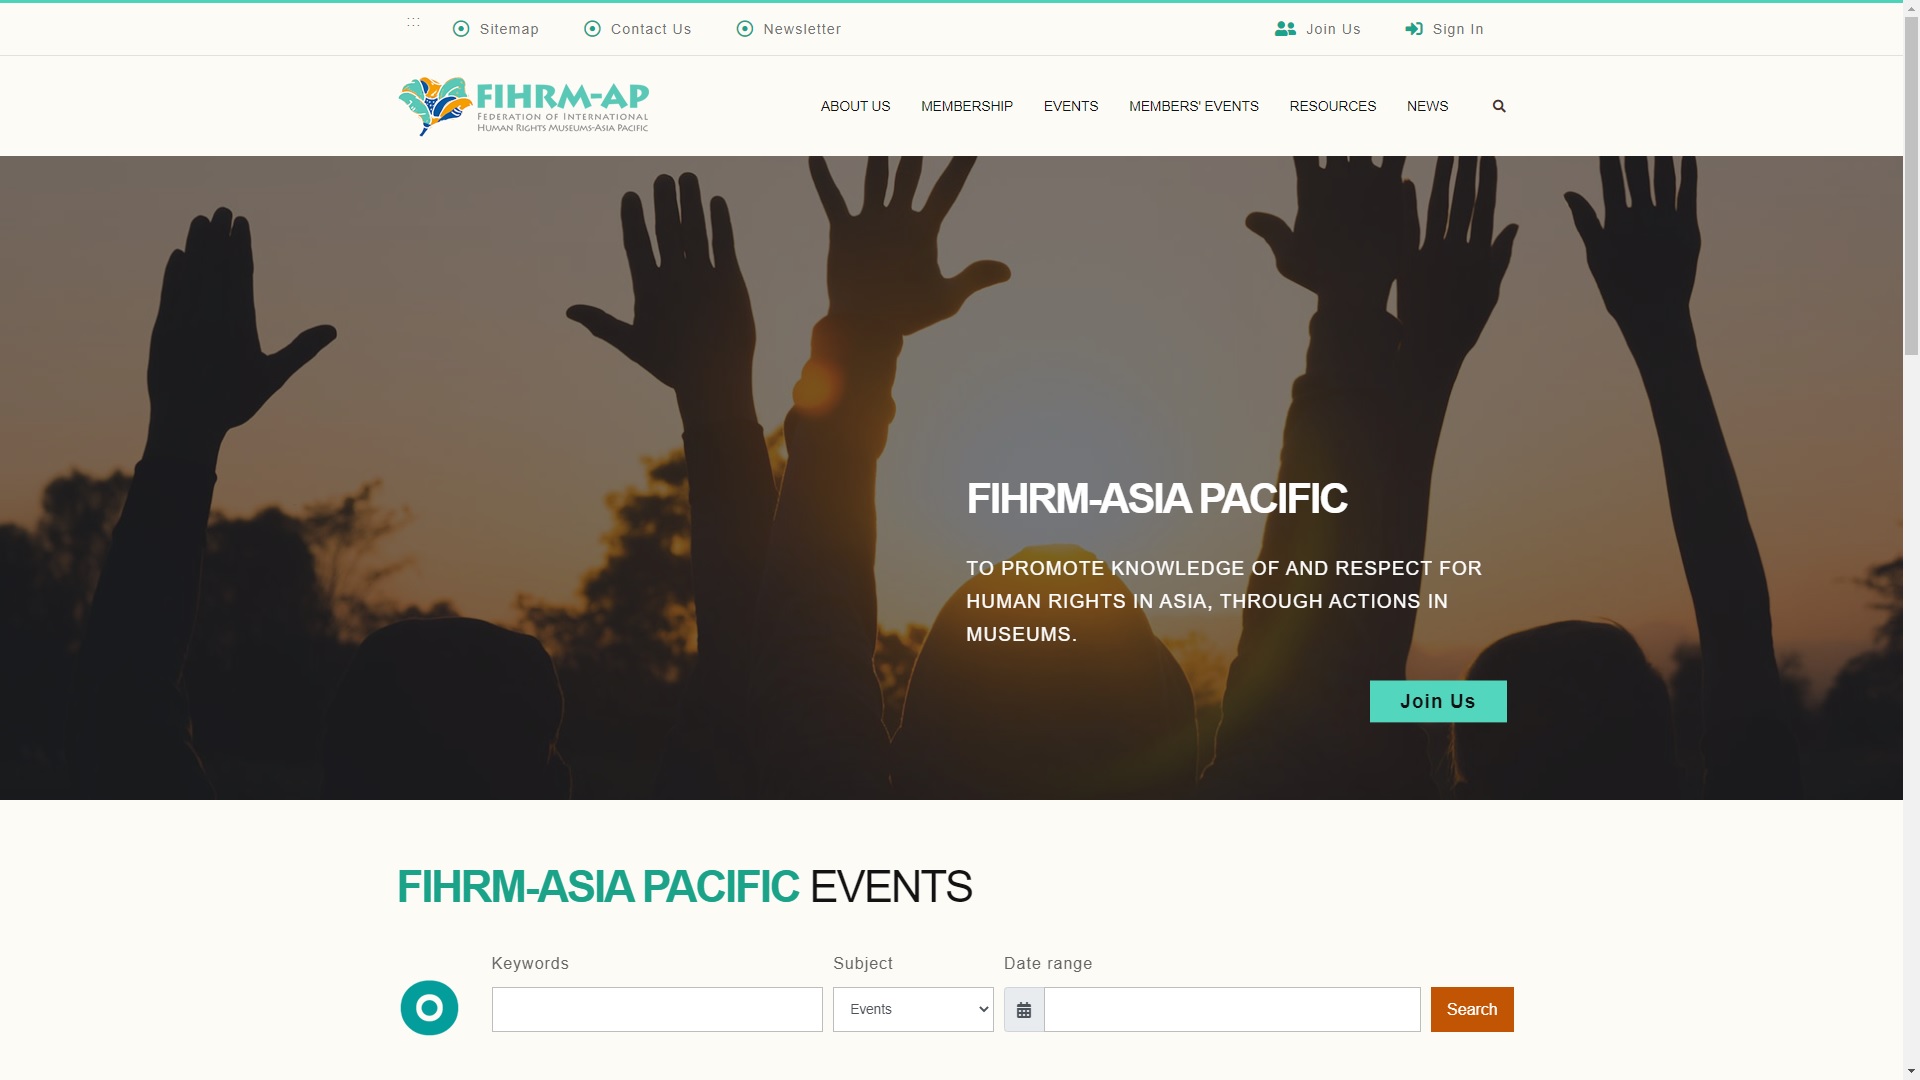 :::
Sitemap
Contact Us
Newsletter
Join Us
Sign In
FIHRM-AP
FEDERATION OF INTERNATIONAL
HUMAN RIGHTS MUSEUMS-ASIA PACIFIC
ABOUT US
MEMBERSHIP
EVENTS
MEMBERS' EVENTS
RESOURCES
NEWS
FIHRM-ASIA PACIFIC
TO PROMOTE KNOWLEDGE OF AND RESPECT FOR
HUMAN RIGHTS IN ASIA, THROUGH ACTIONS IN
MUSEUMS.
Join Us
FIHRM-ASIA PACIFIC EVENTS
Keywords
Subject
Date range
Events
Search